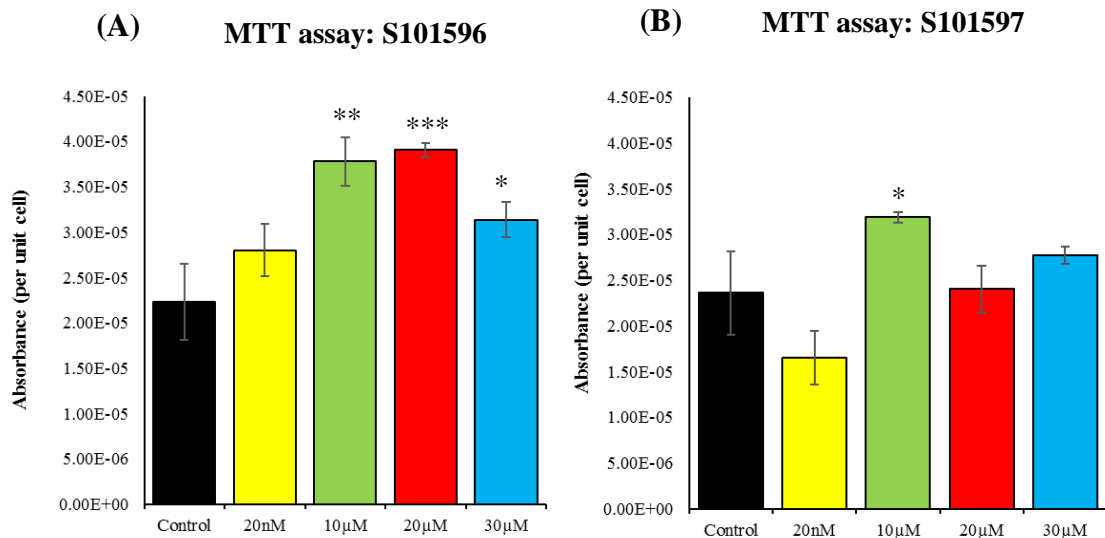 (A)
MTT assay: S101596
Absorbance (per unit cell)
4.50E-05
4.00E-05
3.50E-05
3.00E-05
2.50E-05
2.00E-05
1.50E-05
1.00E-05
5.00E-06
0.00E+00
**
***
*
Control 20nM 10µM 20µM 30µM
(B)
MTT assay: S101597
Absorbance (per unit cell)
4.50E-05
4.00E-05
3.50E-05
3.00E-05
2.50E-05
2.00E-05
1.50E-05
1.00E-05
5.00E-06
0.00E+00
*
Control 20nM 10µM 20µM 30µM